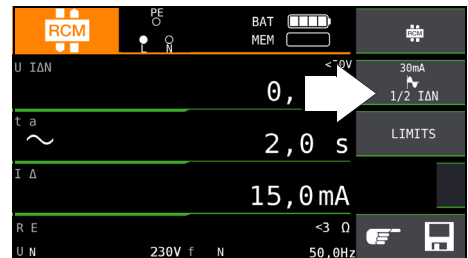 RCM
PE
L N
BAT
MEM
RCM
U IΔN
0,
30mA
1/2 IΔN
t a
2,0 s
LIMITS
I Δ
15,0mA
R E
<3 Ω
U N 230V f N 50,0Hz